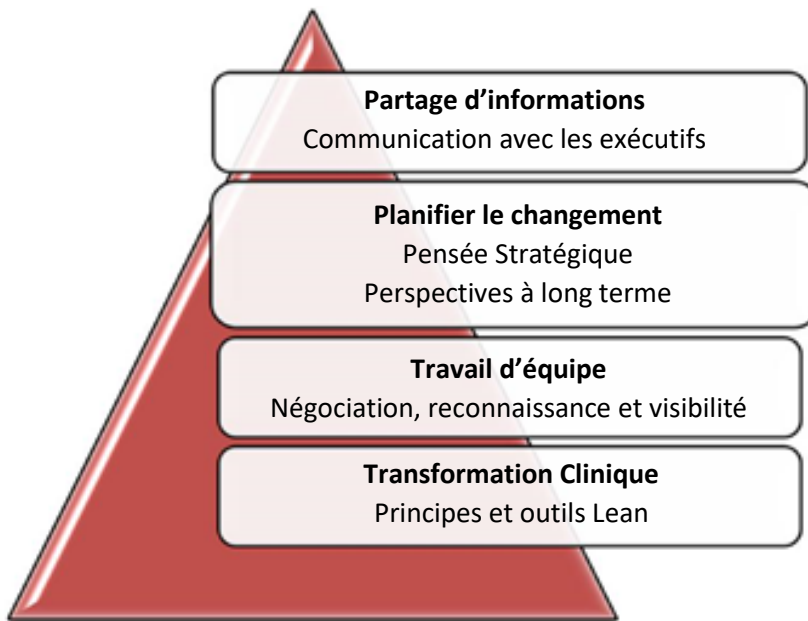 Partage d’informations
Communication avec les exécutifs
Planifier le changement
Pensée Stratégique
Perspectives à long terme
Travail d’équipe
Négociation, reconnaissance et visibilité
Transformation Clinique
Principes et outils Lean